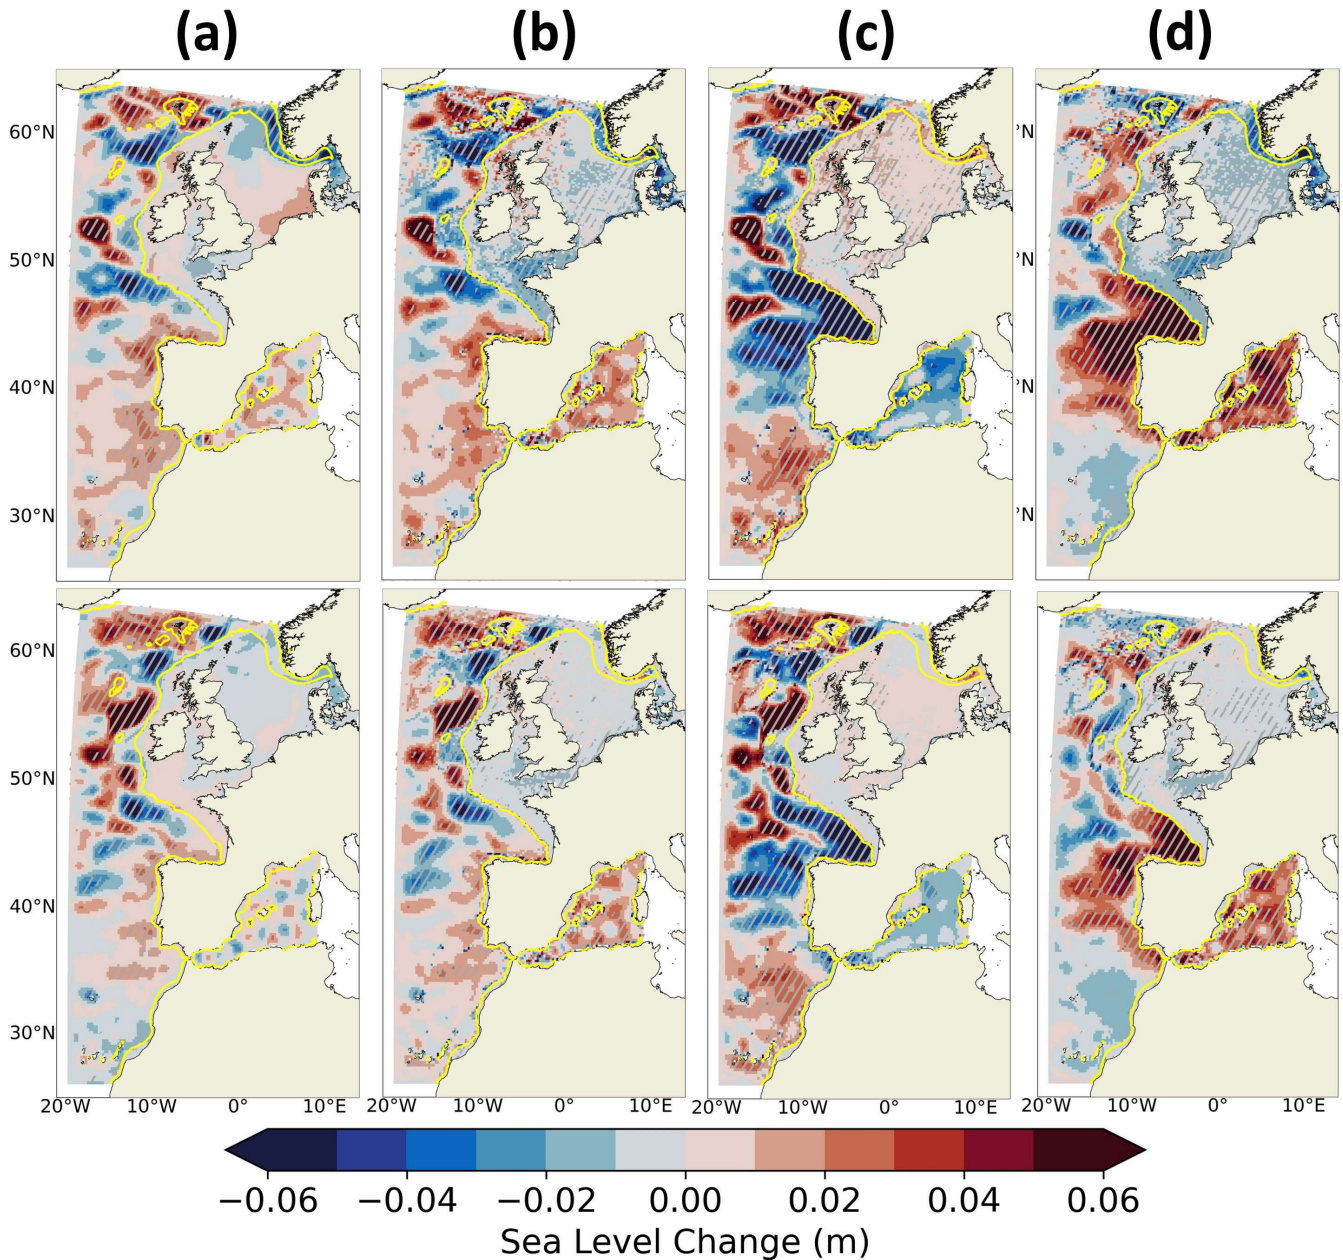 (a) (b) (c) (d)
60°N °N
50°N °N
40°N °N
30°N °N
60°N
50°N
40°N
30°N
20°W 10°W 0° 10°E 20°W 10°W 0° 10°E 20°W 10°W 0° 10°E 20°W 10°W 0° 10°E
−0.06 −0.04 −0.02 0.00 0.02 0.04 0.06
Sea Level Change (m)